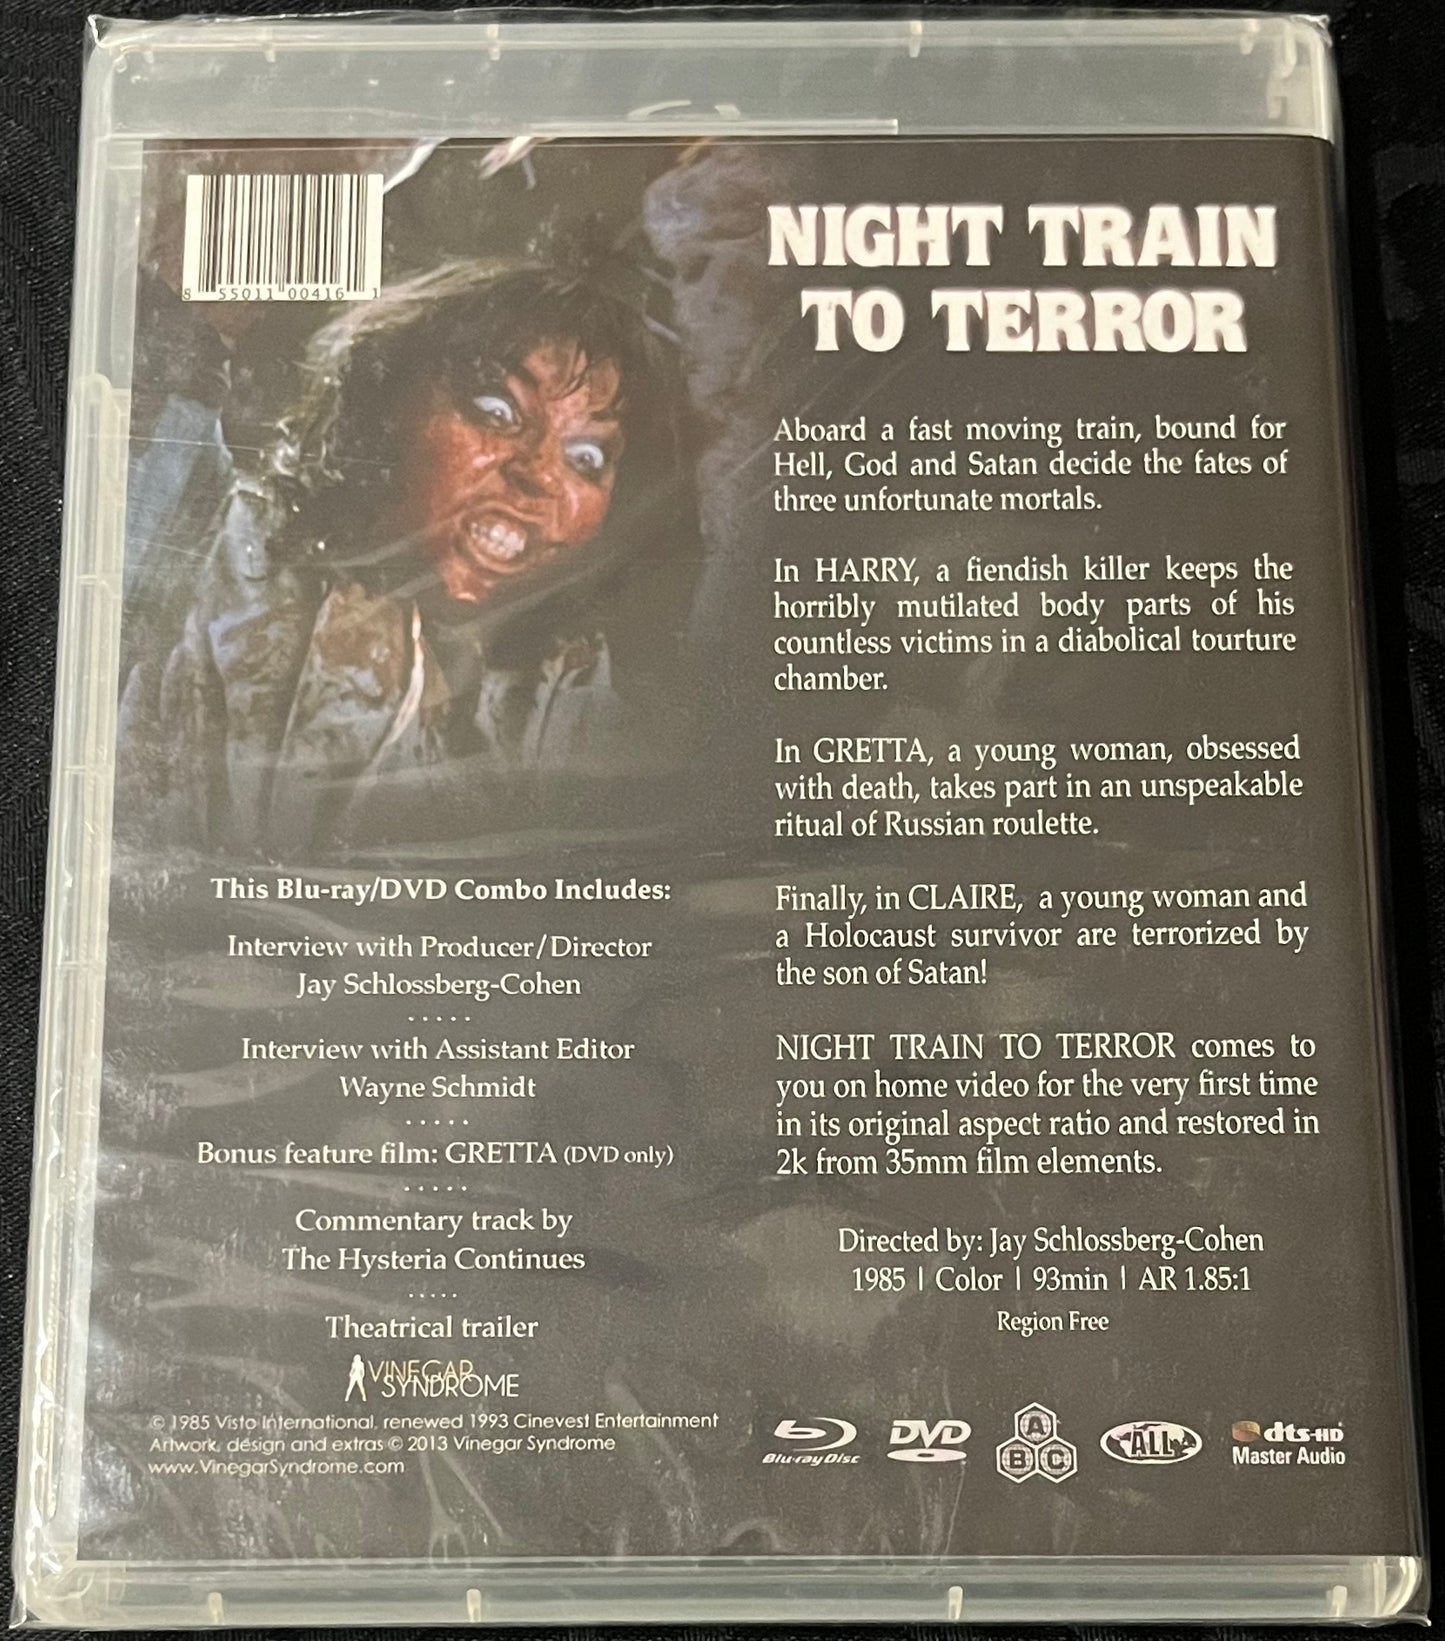 8 55011 00416 1
NIGHT TRAIN
TO TERROR
Aboard a fast moving train, bound for
Hell, God and Satan decide the fates of
three unfortunate mortals.
In HARRY, a fiendish killer keeps the
horribly mutilated body parts of his
countless victims in a diabolical tourture
chamber.
In GRETTA, a young woman, obsessed
with death, takes part in an unspeakable
ritual of Russian roulette.
Finally, in CLAIRE, a young woman and
a Holocaust survivor are terrorized by
the son of Satan!
NIGHT TRAIN TO TERROR comes to
you on home video for the very first time
in its original aspect ratio and restored in
2k from 35mm film elements.
Directed by: Jay Schlossberg-Cohen
1985 | Color | 93min | AR 1.85:1
Region Free
This Blu-ray/DVD Combo Includes:
Interview with Producer/Director
Jay Schlossberg-Cohen
.....
Interview with Assistant Editor
Wayne Schmidt
.....
Bonus feature film: GRETTA (DVD only)
.....
Commentary track by
The Hysteria Continues
.....
Theatrical trailer
VINEGAR
SYNDROME
© 1985 Visto International, renewed 1993 Cinevest Entertainment
Artwork, design and extras © 2013 Vinegar Syndrome
www.VinegarSyndrome.com
Blu-ray Disc
DVD
A
B C
ALL
dts-HD
Master Audio